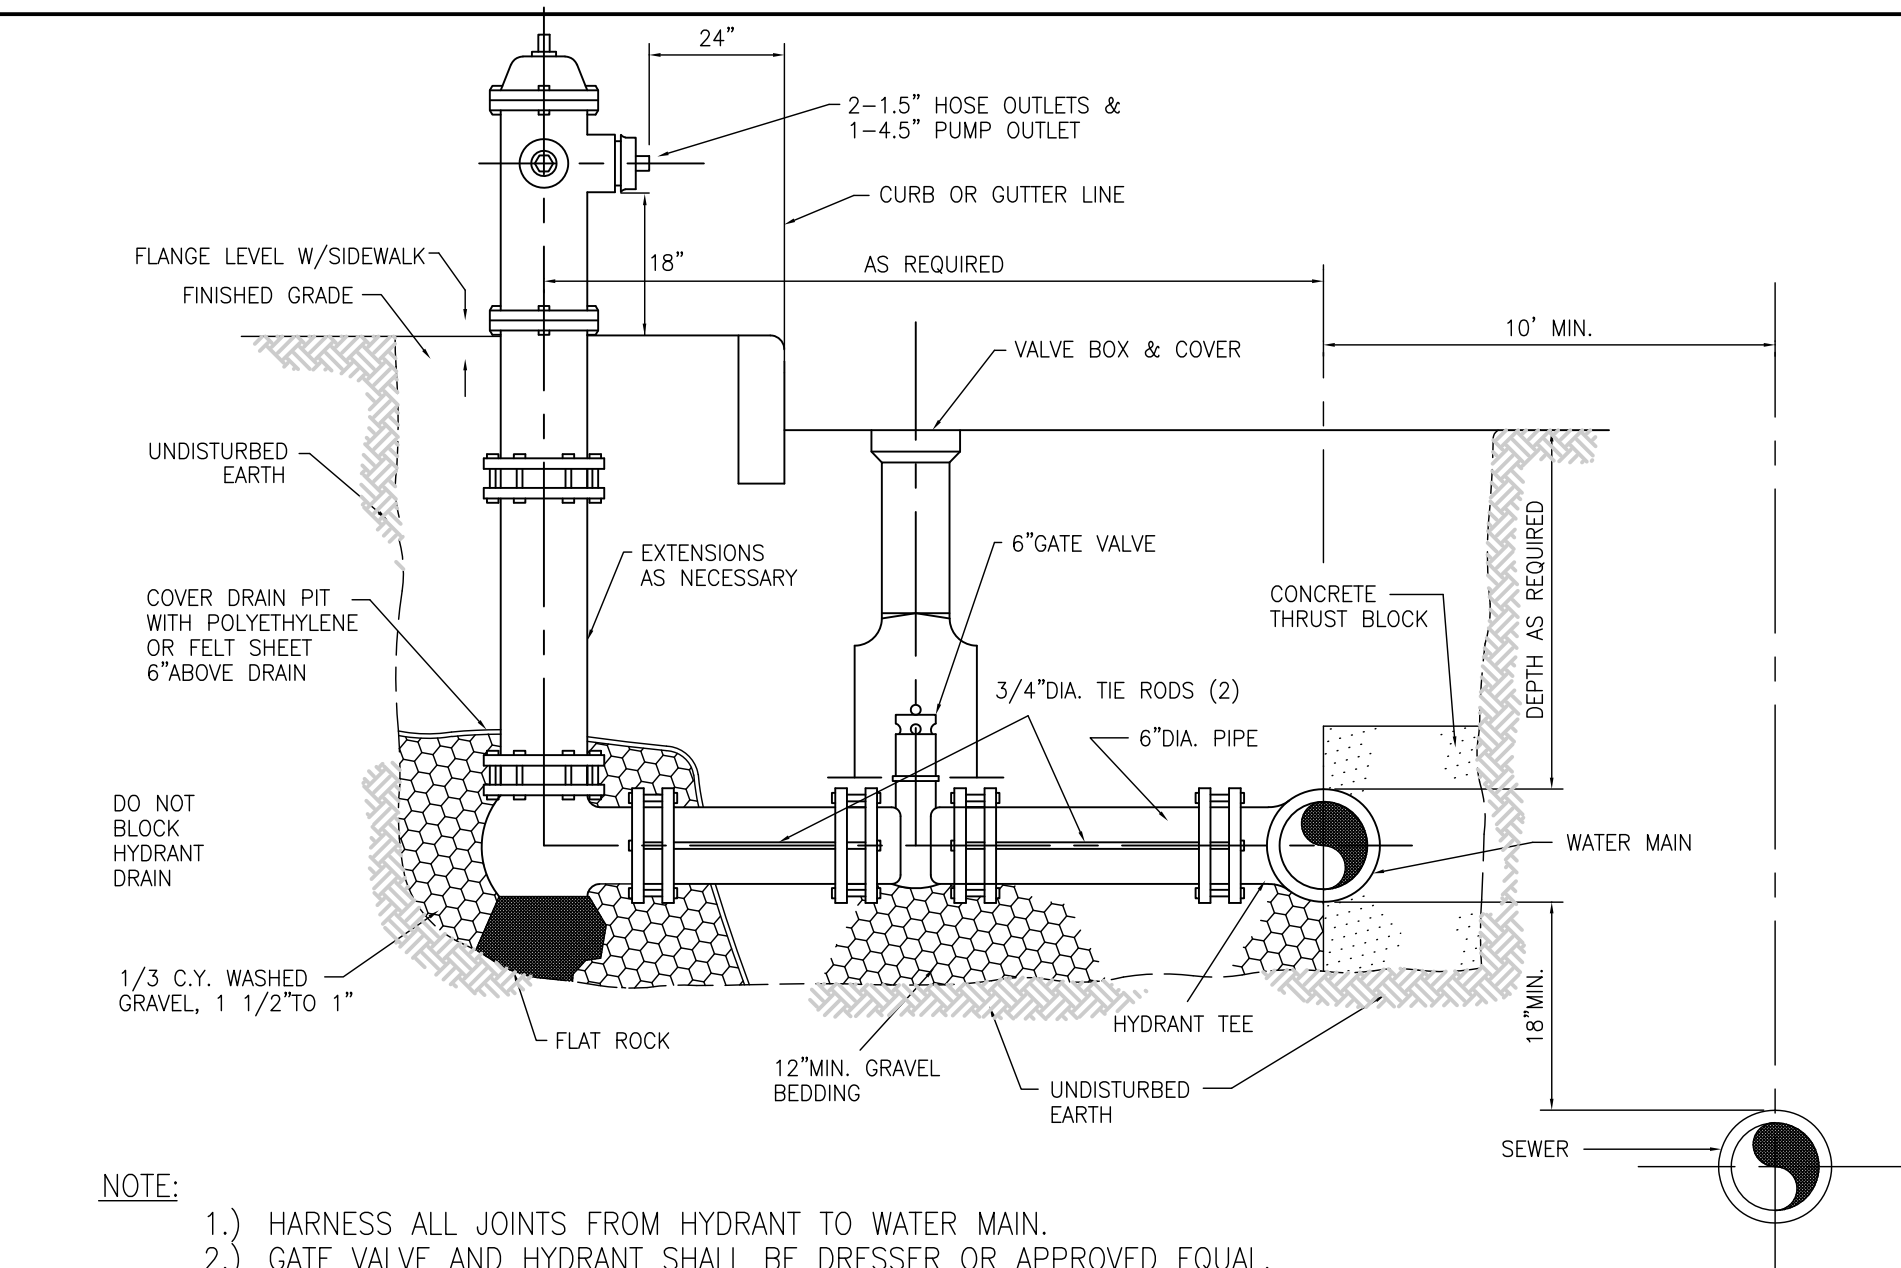 24”
2-1.5” HOSE OUTLETS &
1-4.5” PUMP OUTLET
CURB OR GUTTER LINE
FLANGE LEVEL W/SIDEWALK
18”
AS REQUIRED
FINISHED GRADE
10' MIN.
VALVE BOX & COVER
UNDISTURBED
EARTH
EXTENSIONS
AS NECESSARY
6”GATE VALVE
COVER DRAIN PIT
WITH POLYETHYLENE
OR FELT SHEET
6”ABOVE DRAIN
CONCRETE
THRUST BLOCK
DEPTH AS REQUIRED
3/4”DIA. TIE RODS (2)
6”DIA. PIPE
DO NOT
BLOCK
HYDRANT
DRAIN
WATER MAIN
1/3 C.Y. WASHED
GRAVEL, 1 1/2”TO 1”
FLAT ROCK
HYDRANT TEE
18”MIN.
12”MIN. GRAVEL
BEDDING
UNDISTURBED
EARTH
SEWER
NOTE:
1.) HARNESS ALL JOINTS FROM HYDRANT TO WATER MAIN.
2.) GATE VALVE AND HYDRANT SHALL BE DRESSER OR APPROVED EQUAL.